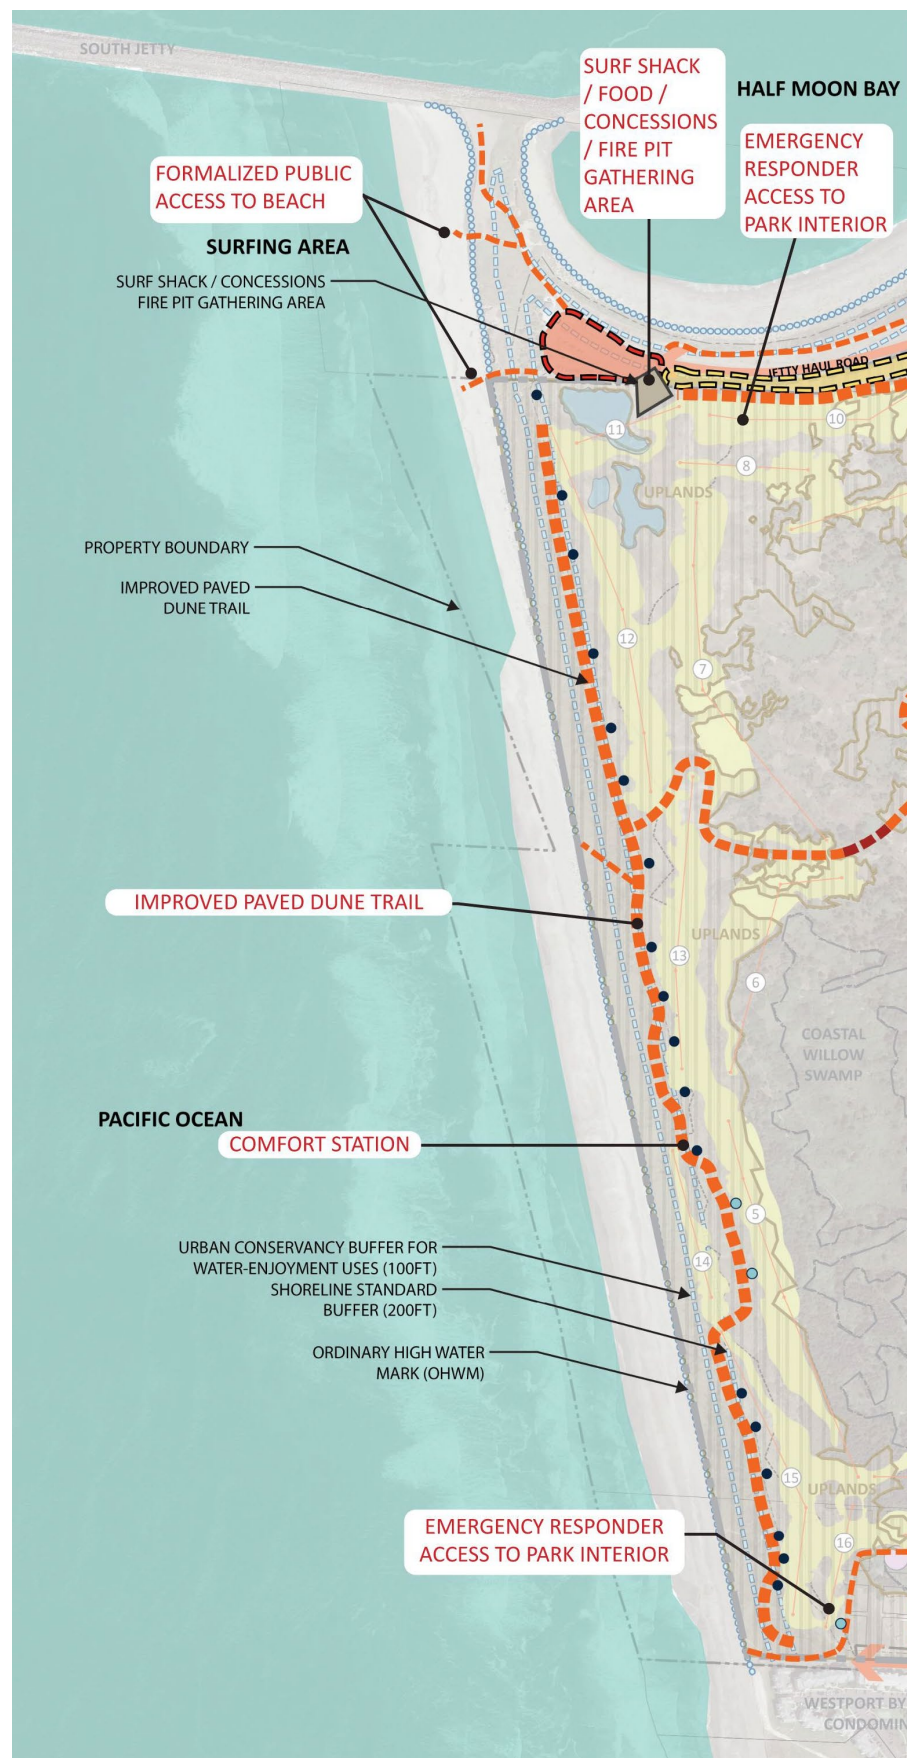 SOUTH JETTY
SURF SHACK
/ FOOD /
CONCESSIONS
/ FIRE PIT
GATHERING
AREA
HALF MOON BAY
EMERGENCY
RESPONDER
ACCESS TO
PARK INTERIOR
FORMALIZED PUBLIC
ACCESS TO BEACH
SURFING AREA
SURF SHACK / CONCESSIONS
FIRE PIT GATHERING AREA
JETTY HAUL ROAD
11
10
8
UPLANDS
PROPERTY BOUNDARY
IMPROVED PAVED
DUNE TRAIL
12
7
IMPROVED PAVED DUNE TRAIL
UPLANDS
13
6
COASTAL
WILLOW
SWAMP
PACIFIC OCEAN
COMFORT STATION
5
14
URBAN CONSERVANCY BUFFER FOR
WATER-ENJOYMENT USES (100FT)
SHORELINE STANDARD
BUFFER (200FT)
ORDINARY HIGH WATER
MARK (OHWM)
15
UPLANDS
16
EMERGENCY RESPONDER
ACCESS TO PARK INTERIOR
WESTPORT BY
CONDOMIN